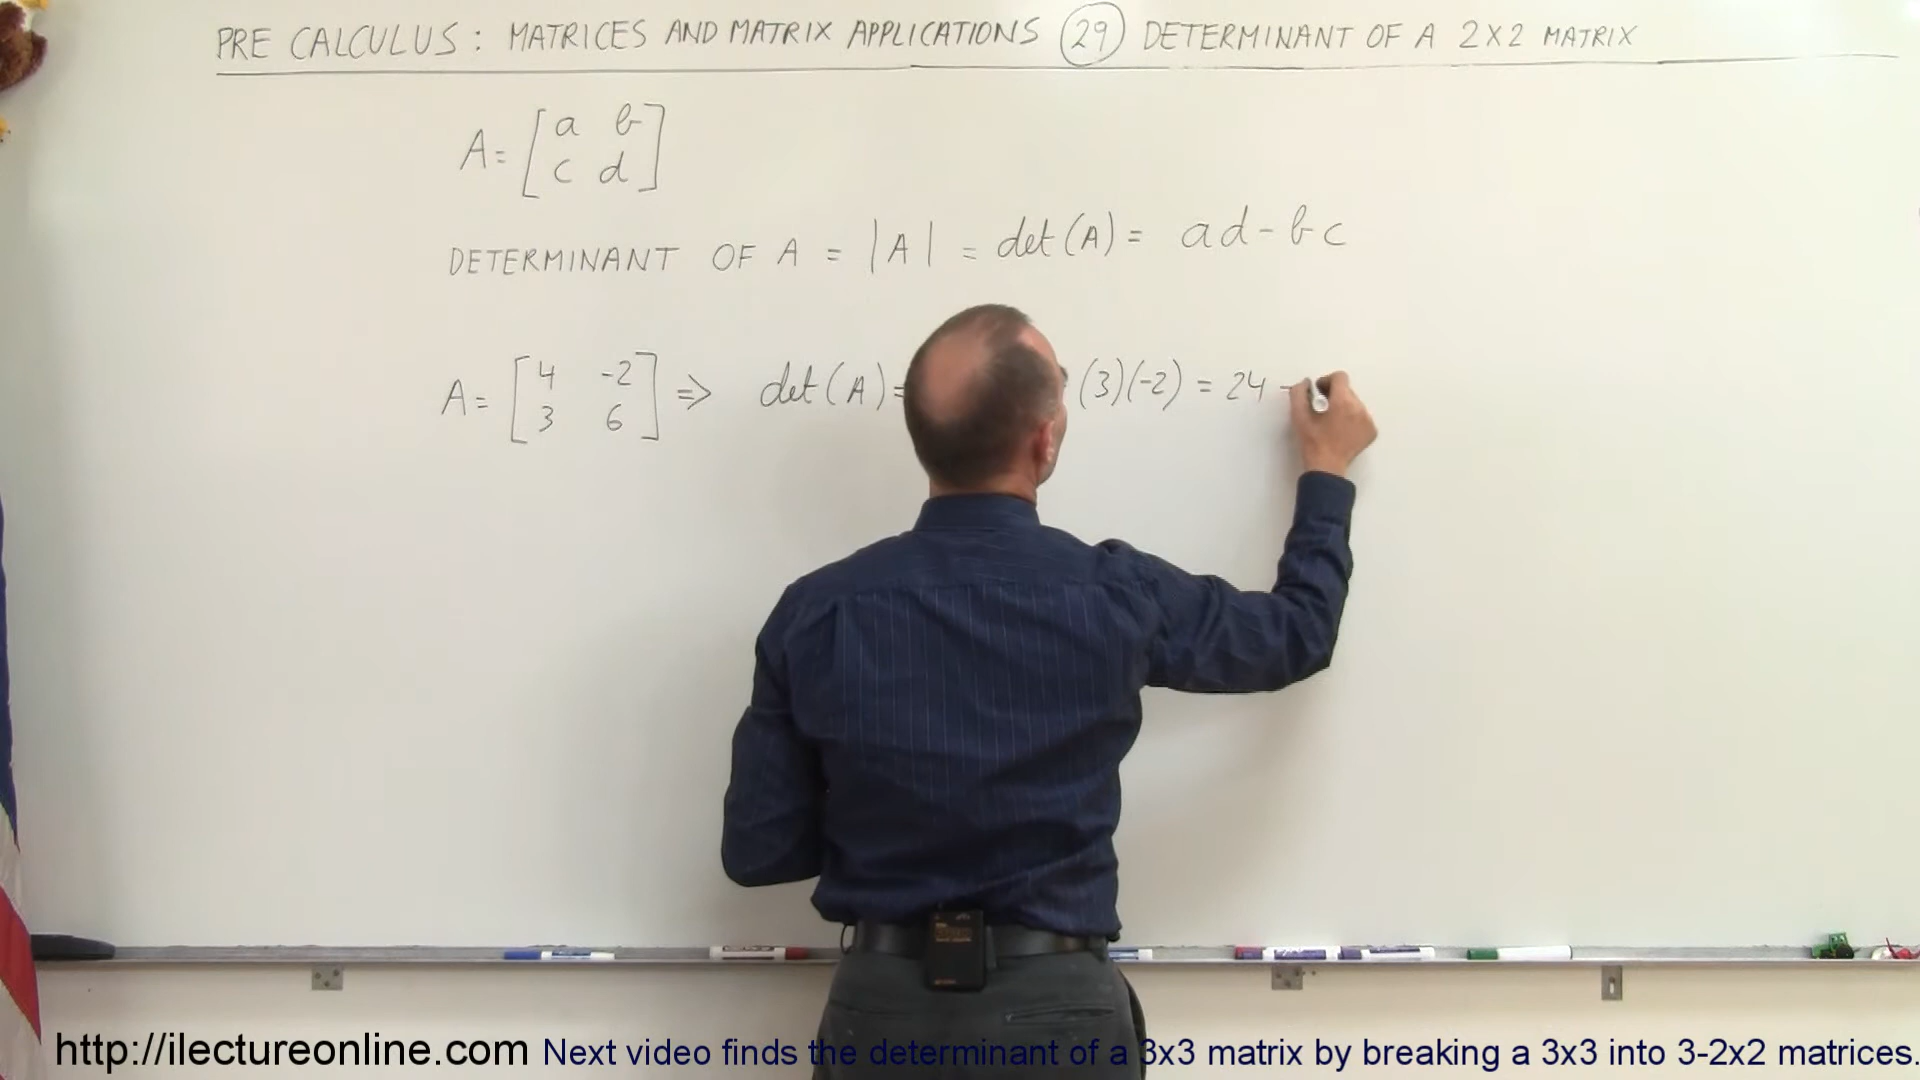 PRE CALCULUS: MATRICES AND MATRIX APPLICATIONS (29) DETERMINANT OF A 2X2 MATRIX
A = [a b
c d]
DETERMINANT OF A = |A| = det(A) = ad - bc
A = [4 -2
3 6] ⇒ det(A) = (3)(-2) = 24 -
http://ilectureonline.com Next video finds the determinant of a 3x3 matrix by breaking a 3x3 into 3-2x2 matrices.